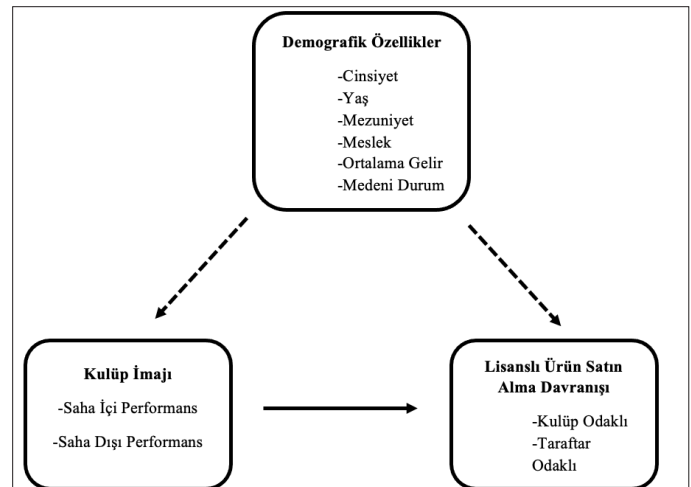 Demografik Özellikler
-Cinsiyet
-Yaş
-Mezuniyet
-Meslek
-Ortalama Gelir
-Medeni Durum
Kulüp İmajı
-Saha İçi Performans
-Saha Dışı Performans
Lisanslı Ürün Satın
Alma Davranışı
-Kulüp Odaklı
-Taraftar
Odaklı